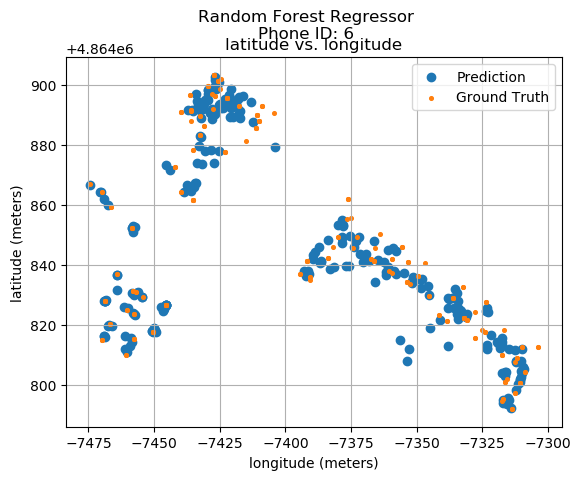 Random Forest Regressor
Phone ID: 6
latitude vs. longitude
+4.864e6
Prediction
Ground Truth
900
880
860
840
820
800
latitude (meters)
−7475 −7450 −7425 −7400 −7375 −7350 −7325 −7300
longitude (meters)